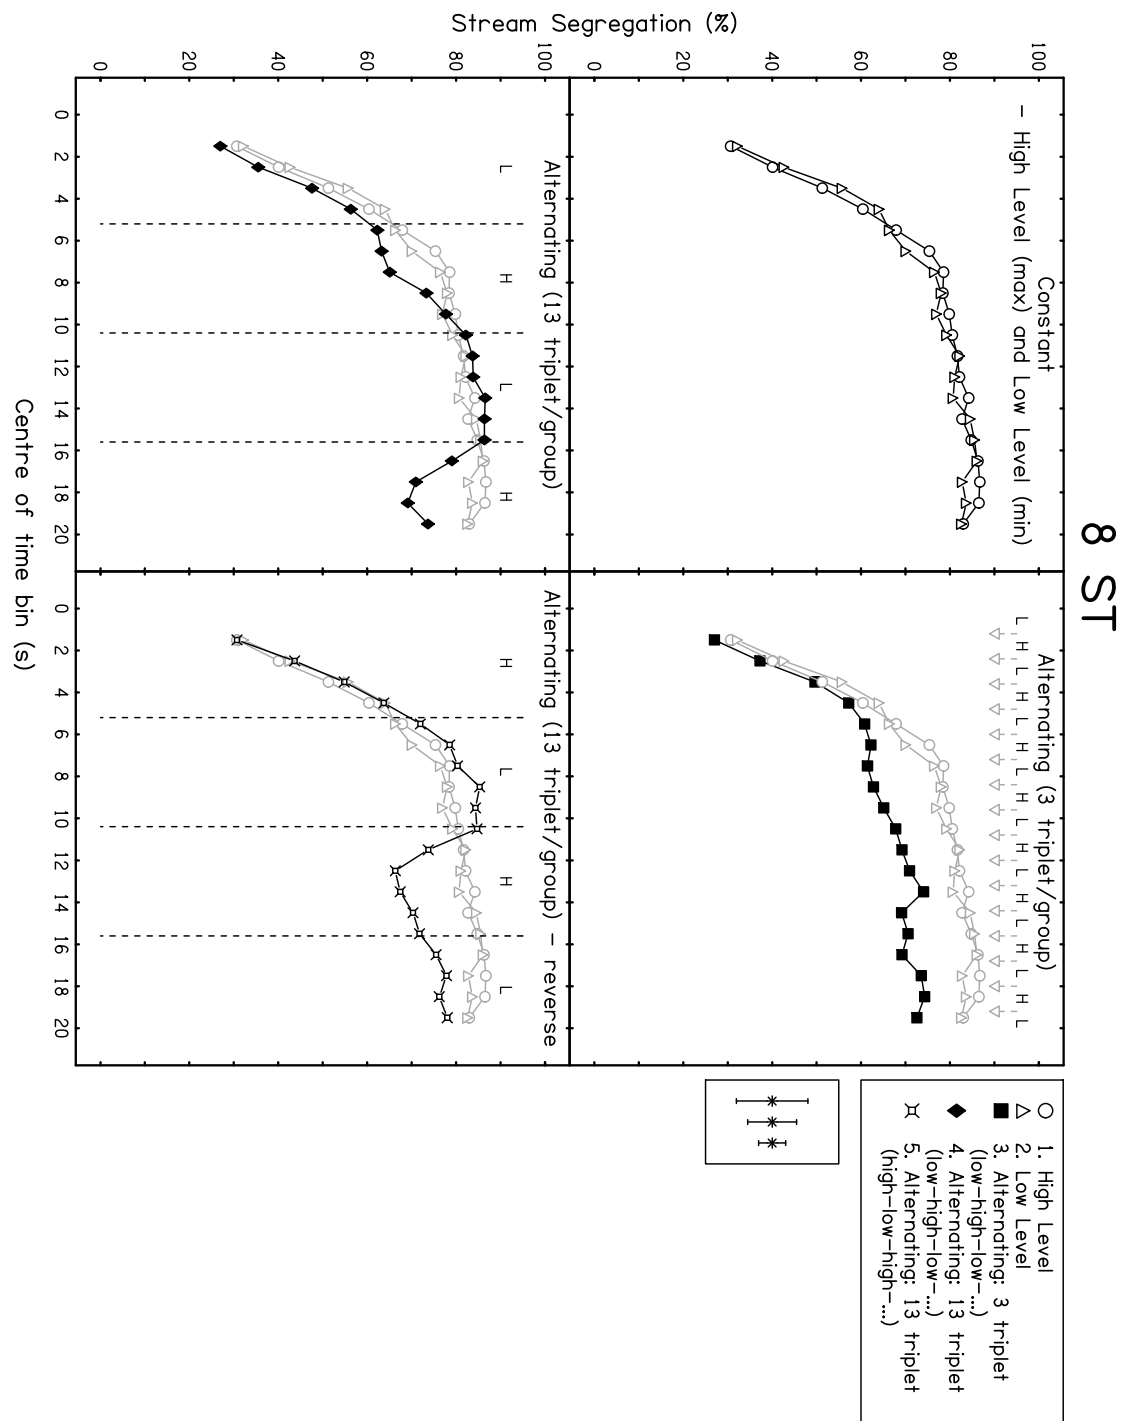 8 ST
Constant
– High Level (max) and Low Level (min)
Alternating (3 triplet/group)
L H L H L H L H L H L H L H L H L
1. High Level
2. Low Level
3. Alternating: 3 triplet
(low-high-low-...)
4. Alternating: 13 triplet
(low-high-low-...)
5. Alternating: 13 triplet
(high-low-high-...)
100
80
60
40
20
0
Stream Segregation (%)
Alternating (13 triplet/group)
L H L H
Alternating (13 triplet/group) – reverse
H L H L
100
80
60
40
20
0
0 2 4 6 8 10 12 14 16 18 20
0 2 4 6 8 10 12 14 16 18 20
Centre of time bin (s)